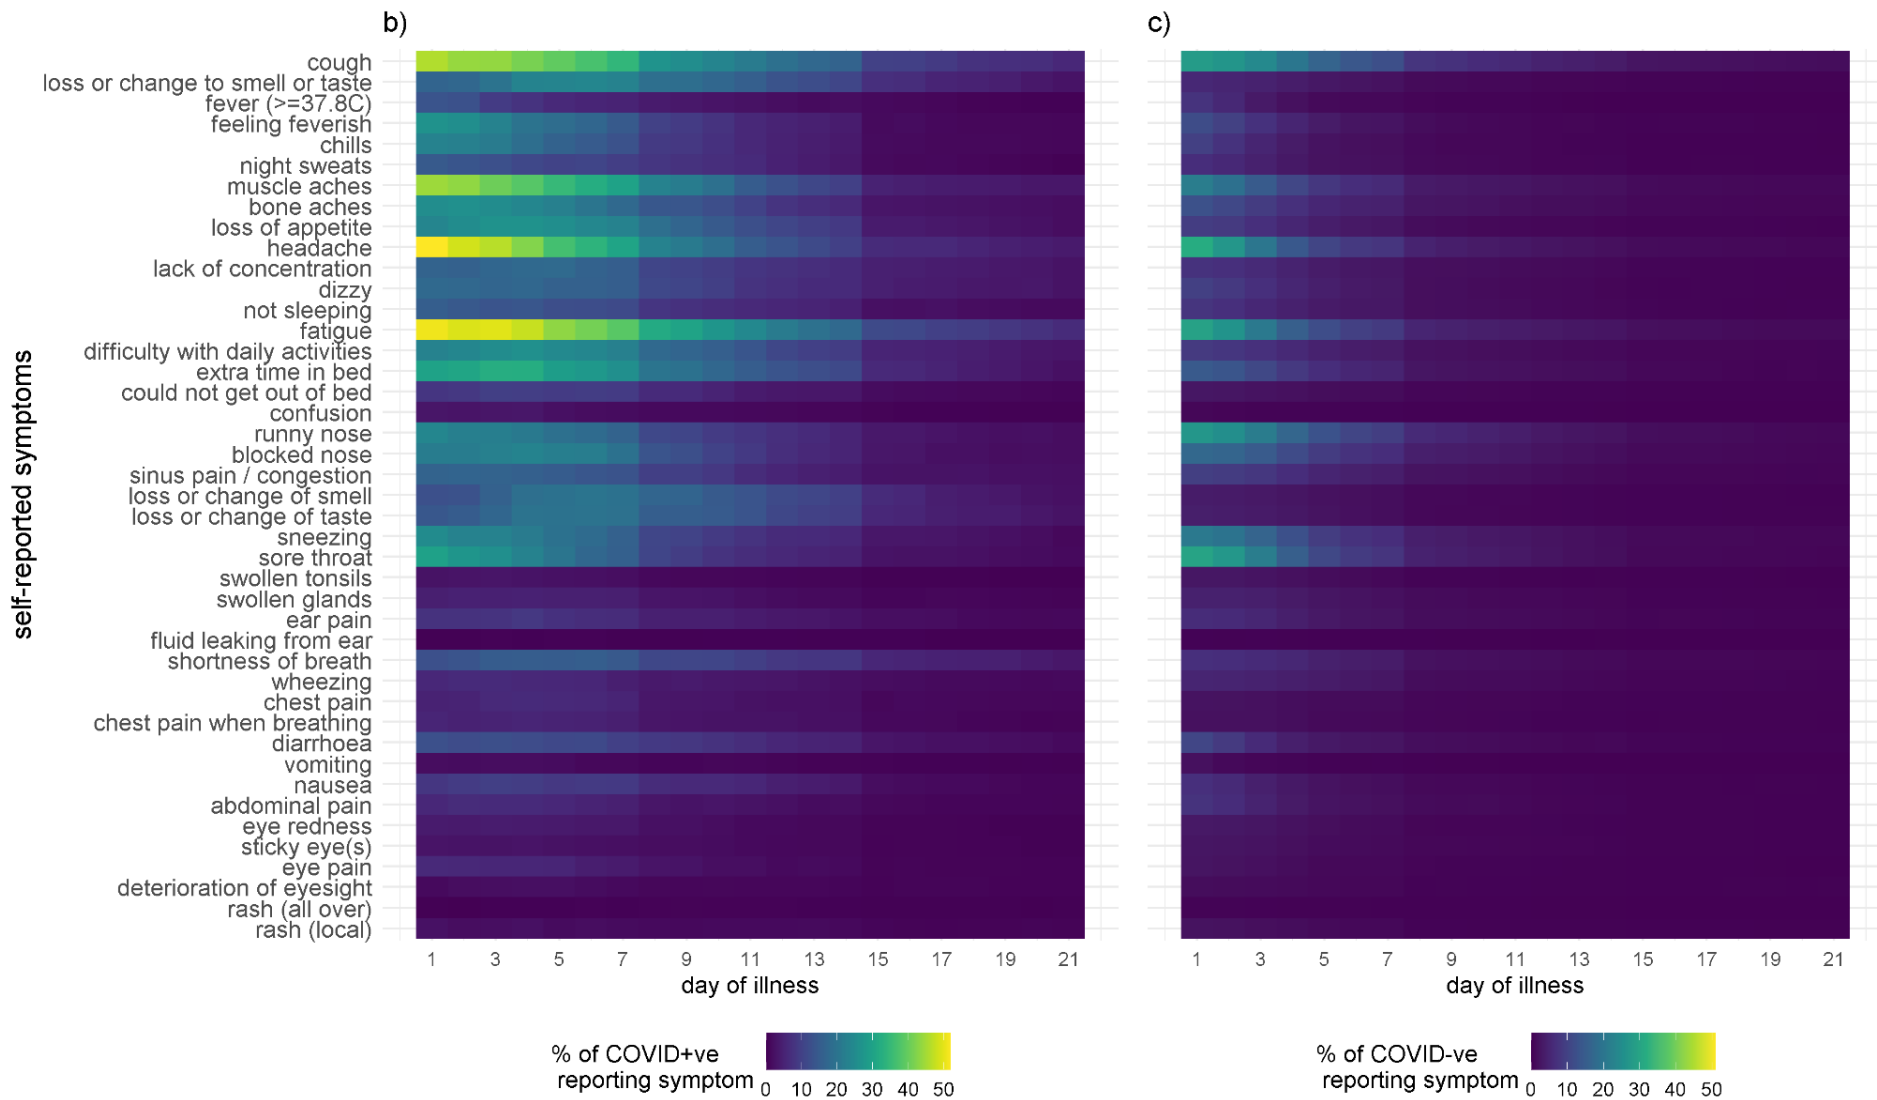 b)
c)
self-reported symptoms
cough
loss or change to smell or taste
fever (>=37.8C)
feeling feverish
chills
night sweats
muscle aches
bone aches
loss of appetite
headache
lack of concentration
dizzy
not sleeping
fatigue
difficulty with daily activities
extra time in bed
could not get out of bed
confusion
runny nose
blocked nose
sinus pain / congestion
loss or change of smell
loss or change of taste
sneezing
sore throat
swollen tonsils
swollen glands
ear pain
fluid leaking from ear
shortness of breath
wheezing
chest pain
chest pain when breathing
diarrhoea
vomiting
nausea
abdominal pain
eye redness
sticky eye(s)
eye pain
deterioration of eyesight
rash (all over)
rash (local)
1 3 5 7 9 11 13 15 17 19 21
day of illness
% of COVID+ve
reporting symptom
0 10 20 30 40 50
1 3 5 7 9 11 13 15 17 19 21
day of illness
% of COVID-ve
reporting symptom
0 10 20 30 40 50